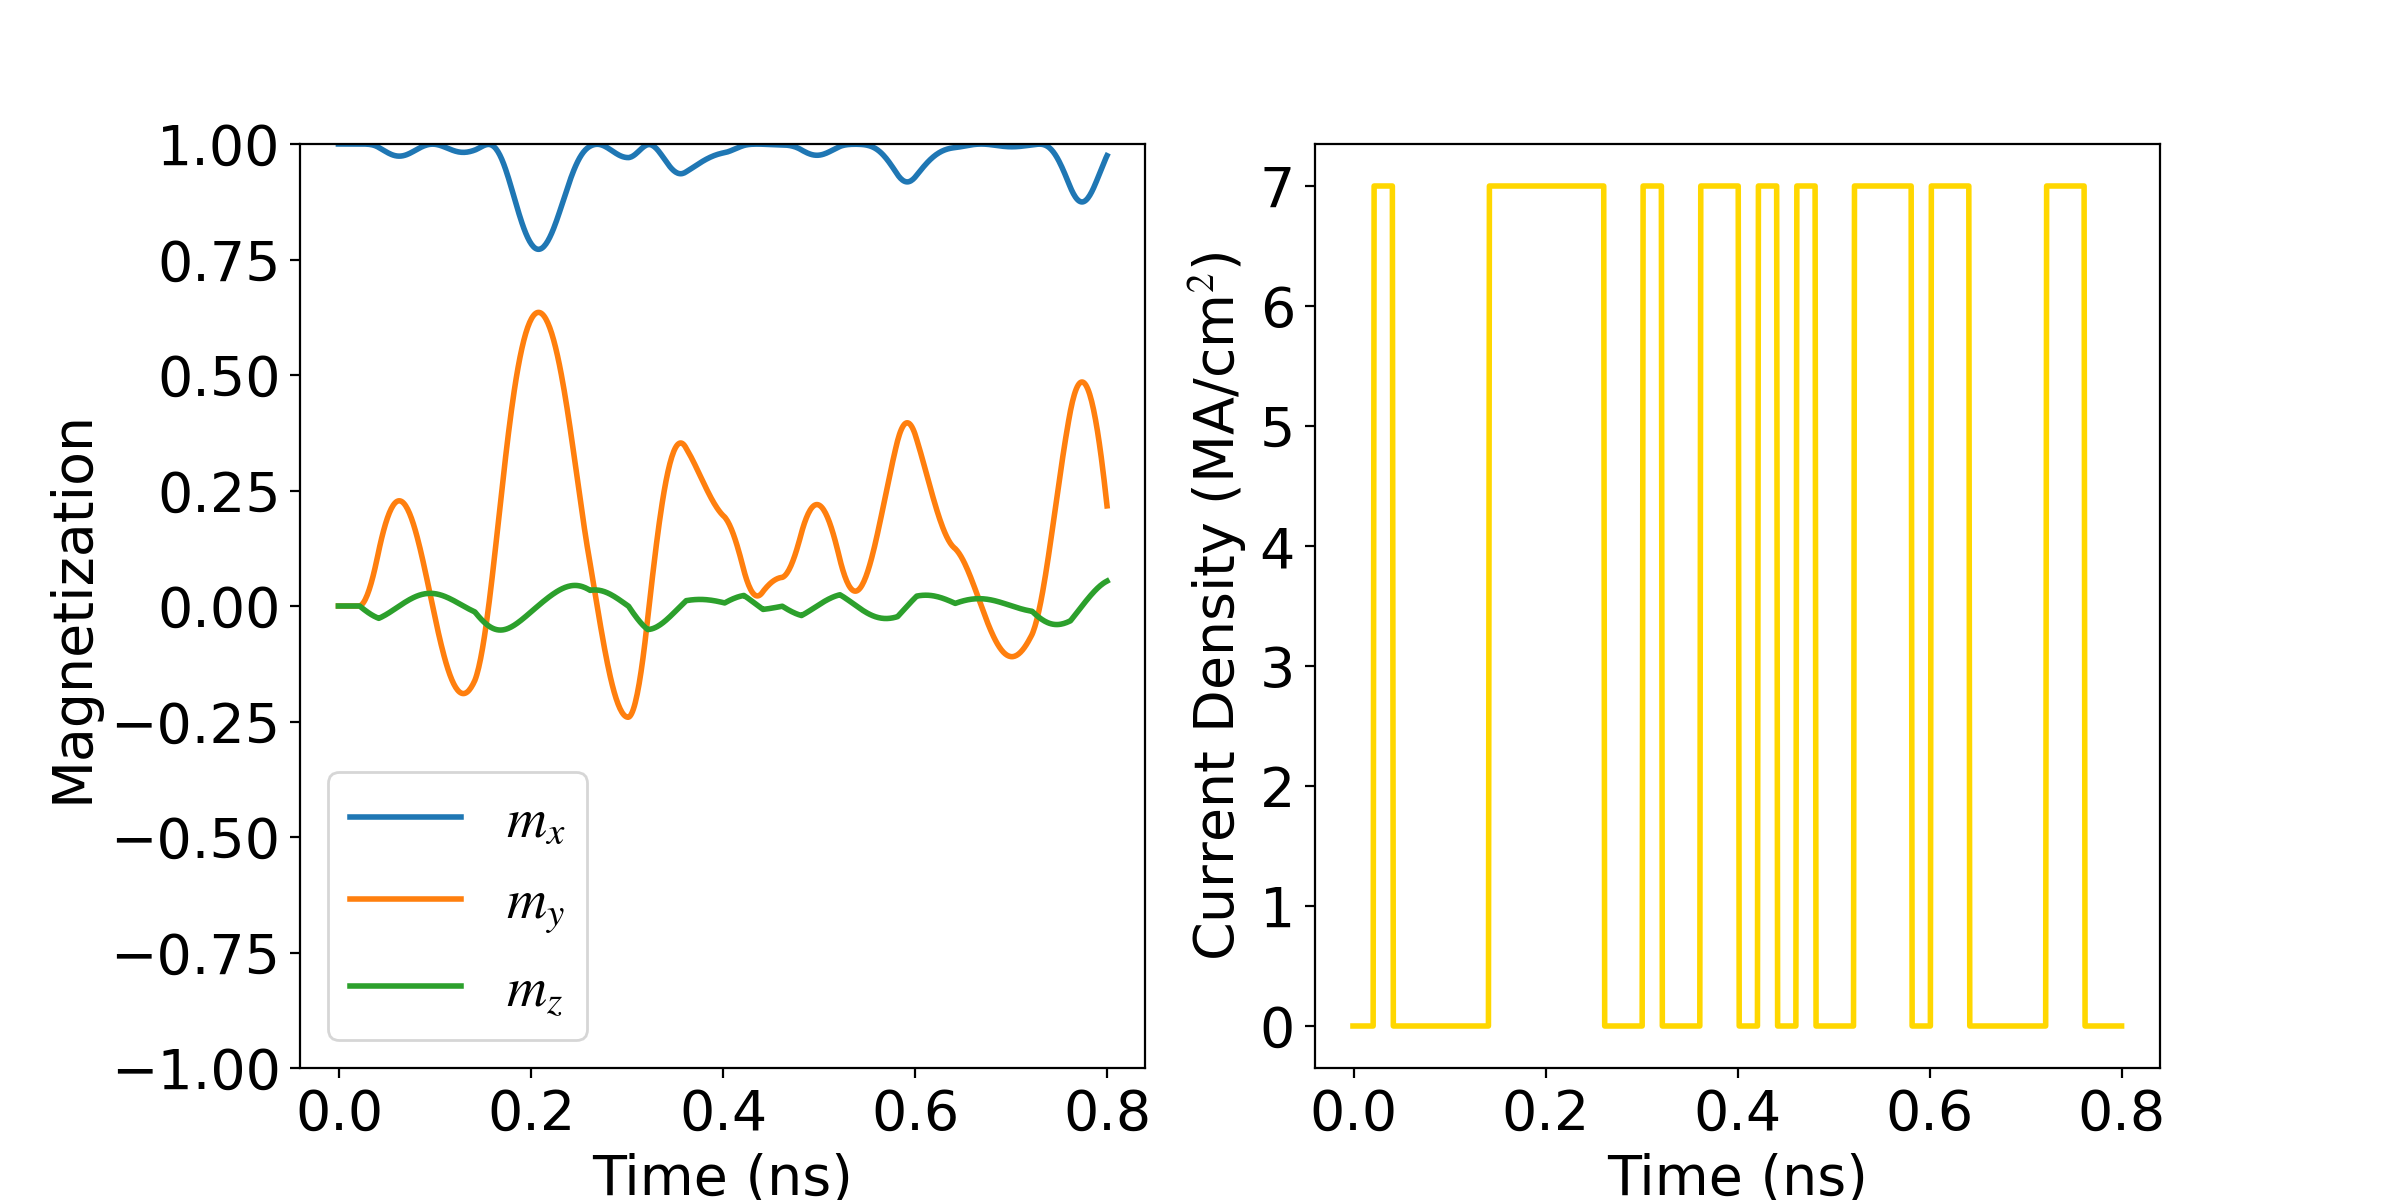 1.00
0.75
0.50
0.25
0.00
−0.25
−0.50
−0.75
−1.00
Magnetization
m_x
m_y
m_z
0.0 0.2 0.4 0.6 0.8
Time (ns)
7
6
5
4
3
2
1
0
Current Density (MA/cm²)
0.0 0.2 0.4 0.6 0.8
Time (ns)